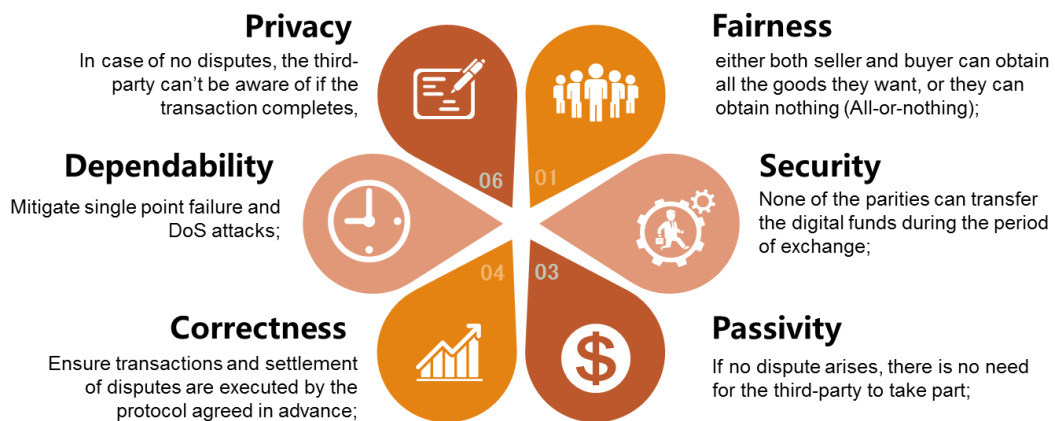 Privacy
In case of no disputes, the third-
party can't be aware of if the
transaction completes,
Fairness
either both seller and buyer can obtain
all the goods they want, or they can
obtain nothing (All-or-nothing);
06
01
Dependability
Mitigate single point failure and
DoS attacks;
Security
None of the parities can transfer
the digital funds during the period
of exchange;
04
03
Correctness
Ensure transactions and settlement
of disputes are executed by the
protocol agreed in advance;
$
Passivity
If no dispute arises, there is no need
for the third-party to take part;